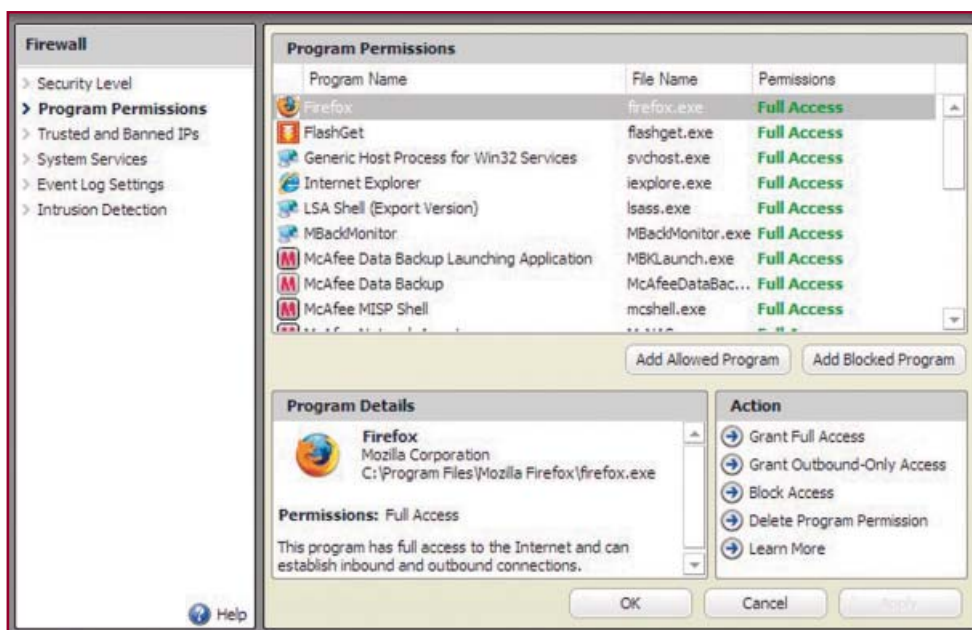 Firewall
Security Level
Program Permissions
Trusted and Banned IPs
System Services
Event Log Settings
Intrusion Detection
Help
Program Permissions
Program Name File Name Permissions
Firefox firefox.exe Full Access
FlashGet flashget.exe Full Access
Generic Host Process for Win32 Services svchost.exe Full Access
Internet Explorer iexplore.exe Full Access
LSA Shell (Export Version) lsass.exe Full Access
MBackMonitor MBackMonitor.exe Full Access
McAfee Data Backup Launching Application MBKLaunch.exe Full Access
McAfee Data Backup McAfeeDataBac... Full Access
McAfee MISP Shell mcshell.exe Full Access
Add Allowed Program Add Blocked Program
Program Details
Firefox
Mozilla Corporation
C:\Program Files\Mozilla Firefox\firefox.exe
Permissions: Full Access
This program has full access to the Internet and can
establish inbound and outbound connections.
Action
Grant Full Access
Grant Outbound-Only Access
Block Access
Delete Program Permission
Learn More
OK Cancel Apply